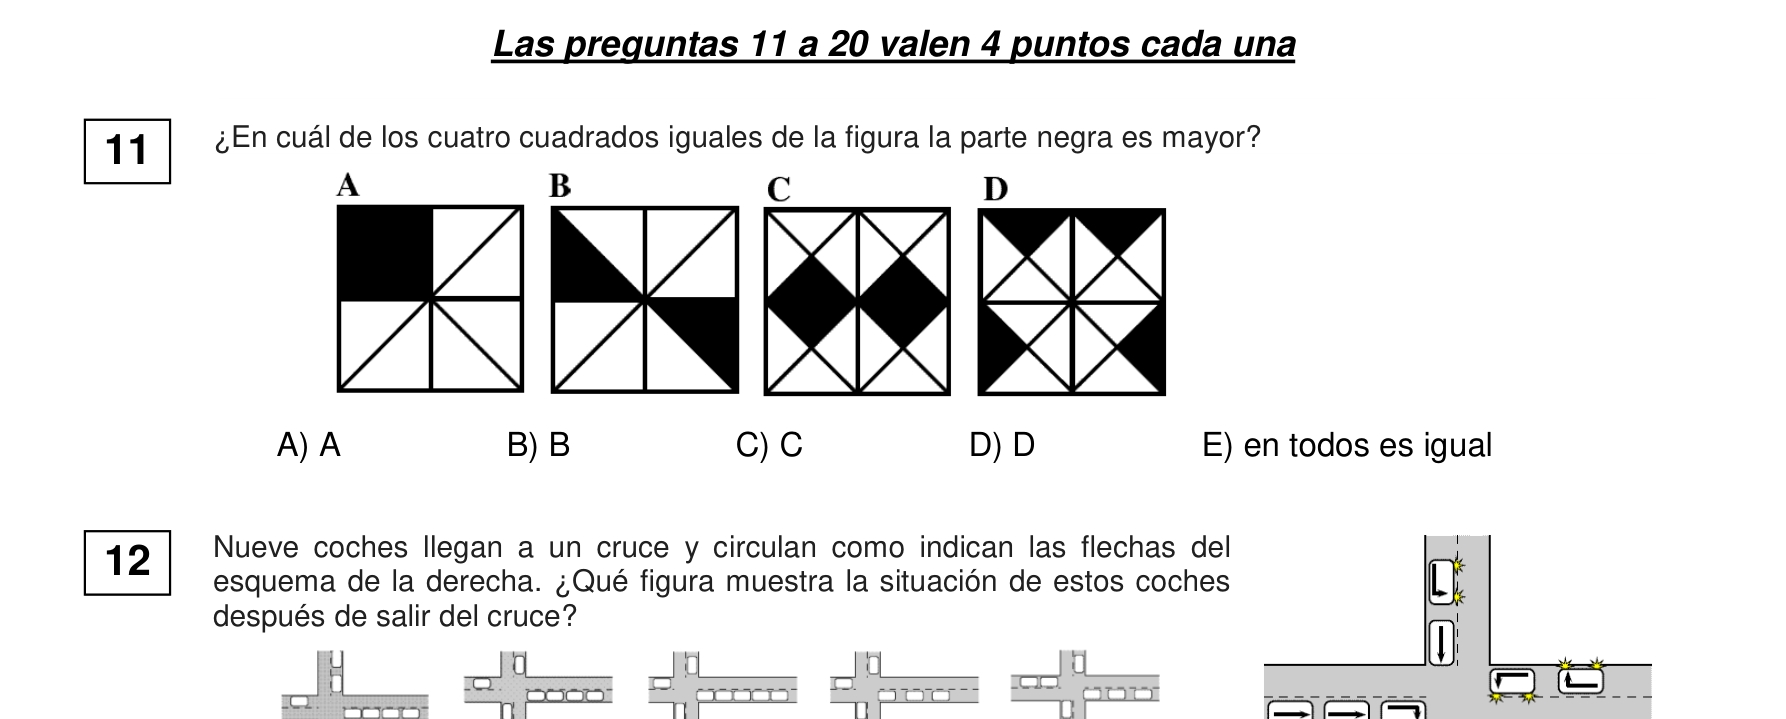 Las preguntas 11 a 20 valen 4 puntos cada una
11
¿En cuál de los cuatro cuadrados iguales de la figura la parte negra es mayor?
A B C D
A) A B) B C) C D) D E) en todos es igual
12
Nueve coches llegan a un cruce y circulan como indican las flechas del
esquema de la derecha. ¿Qué figura muestra la situación de estos coches
después de salir del cruce?